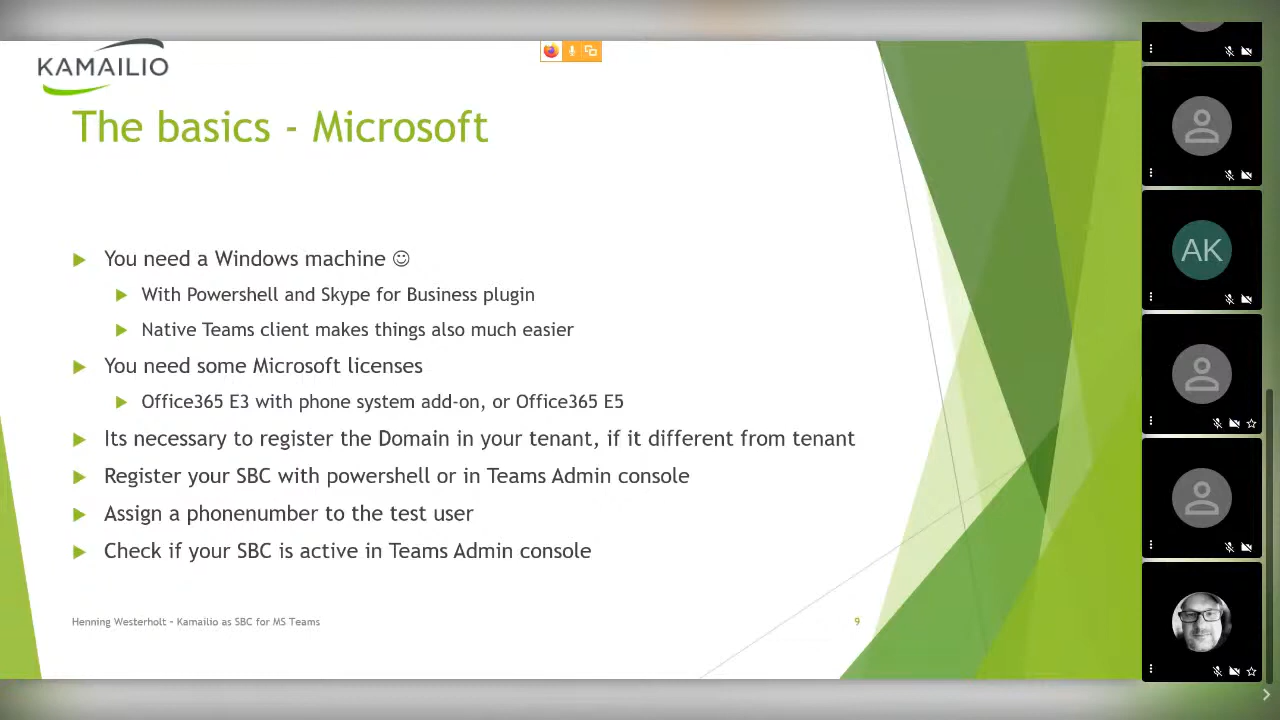 KAMAILIO
The basics - Microsoft
You need a Windows machine ☺
With Powershell and Skype for Business plugin
Native Teams client makes things also much easier
You need some Microsoft licenses
Office365 E3 with phone system add-on, or Office365 E5
Its necessary to register the Domain in your tenant, if it different from tenant
Register your SBC with powershell or in Teams Admin console
Assign a phonenumber to the test user
Check if your SBC is active in Teams Admin console
Henning Westerholt – Kamailio as SBC for MS Teams
9
AK